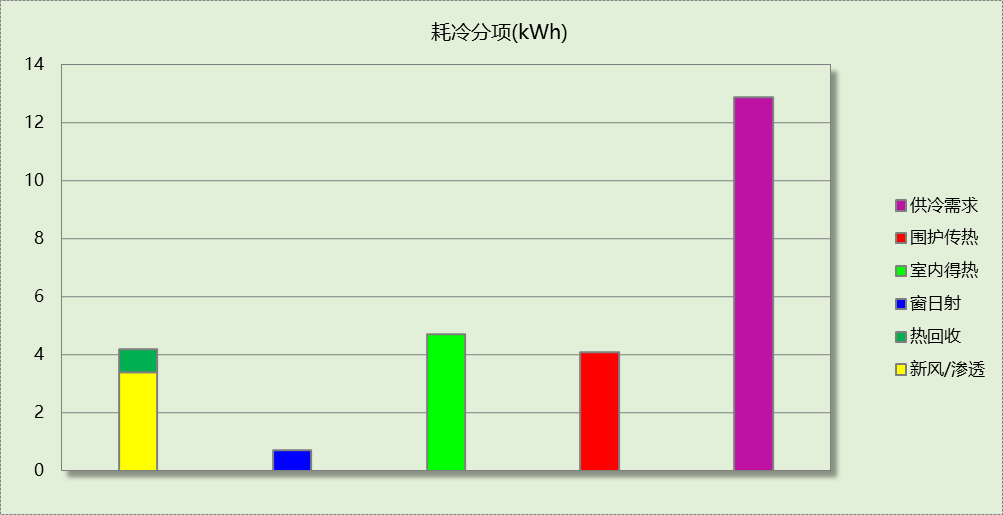 耗冷分项(kWh)
14
12
10
8
6
4
2
0
供冷需求
围护传热
室内得热
窗日射
热回收
新风/渗透